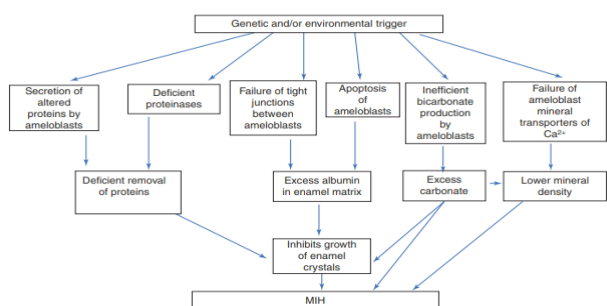 Genetic and/or environmental trigger
Secretion of
altered
proteins by
ameloblasts
Deficient
proteinases
Failure of tight
junctions
between
ameloblasts
Apoptosis
of
ameloblasts
Inefficient
bicarbonate
production
by
ameloblasts
Failure of
ameloblast
mineral
transporters of
Ca²⁺
Deficient removal
of proteins
Excess albumin
in enamel matrix
Excess
carbonate
Lower mineral
density
Inhibits growth
of enamel
crystals
MIH